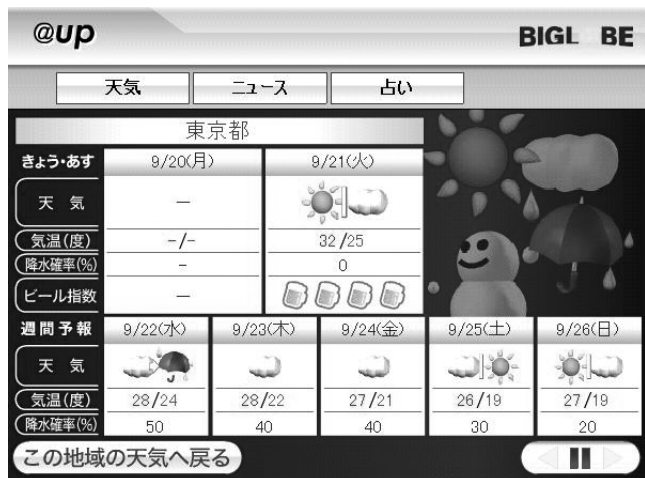 @up
BIGL BE
天気 ニュース 占い
東京都
きょう・あす 9/20(月) 9/21(火)
天 気 —
気温(度) -/- 32/25
降水確率(%) - 0
ビール指数 —
週間予報 9/22(水) 9/23(木) 9/24(金) 9/25(土) 9/26(日)
天 気
気温(度) 28/24 28/22 27/21 26/19 27/19
降水確率(%) 50 40 40 30 20
この地域の天気へ戻る